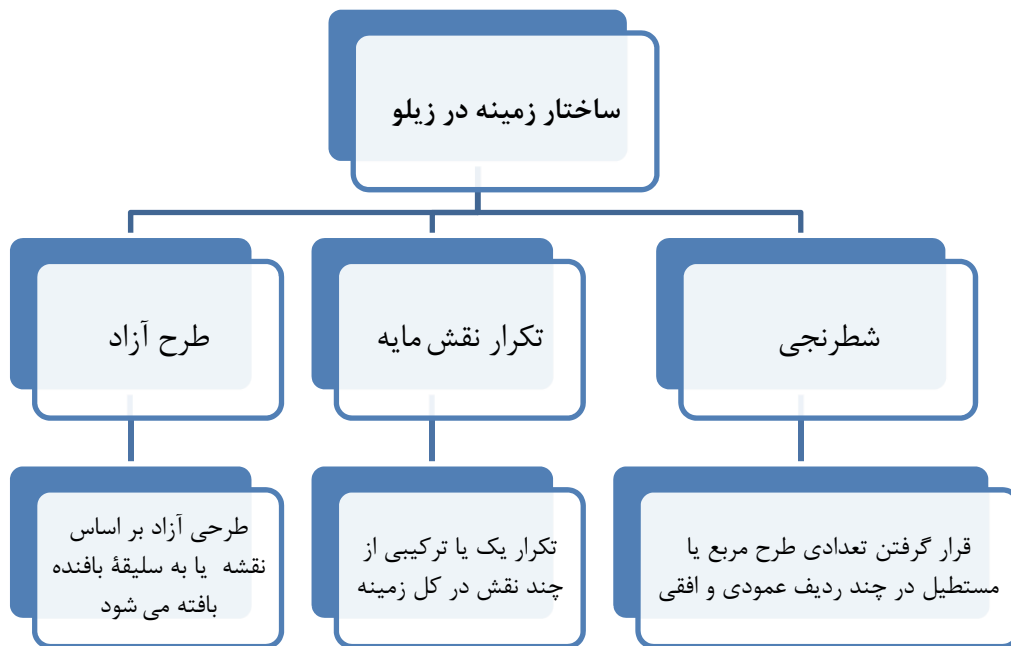 ساختار زمینه در زیلو
شطرنجی
تکرار نقش مایه
طرح آزاد
قرار گرفتن تعدادی طرح مربع یا
مستطیل در چند ردیف عمودی و افقی
تکرار یک یا ترکیبی از
چند نقش در کل زمینه
طرحی آزاد بر اساس
نقشه یا به سلیقهٔ بافنده
بافته می شود